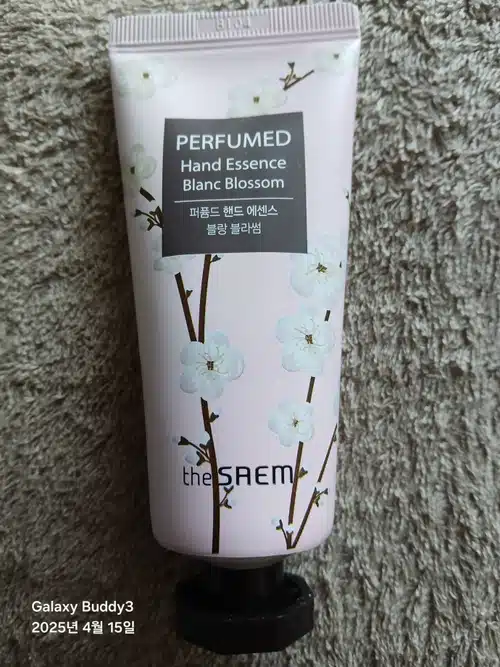 PERFUMED
Hand Essence
Blanc Blossom
퍼퓸드 핸드 에센스
블랑 블라썸
the SAEM
Galaxy Buddy3
2025년 4월 15일